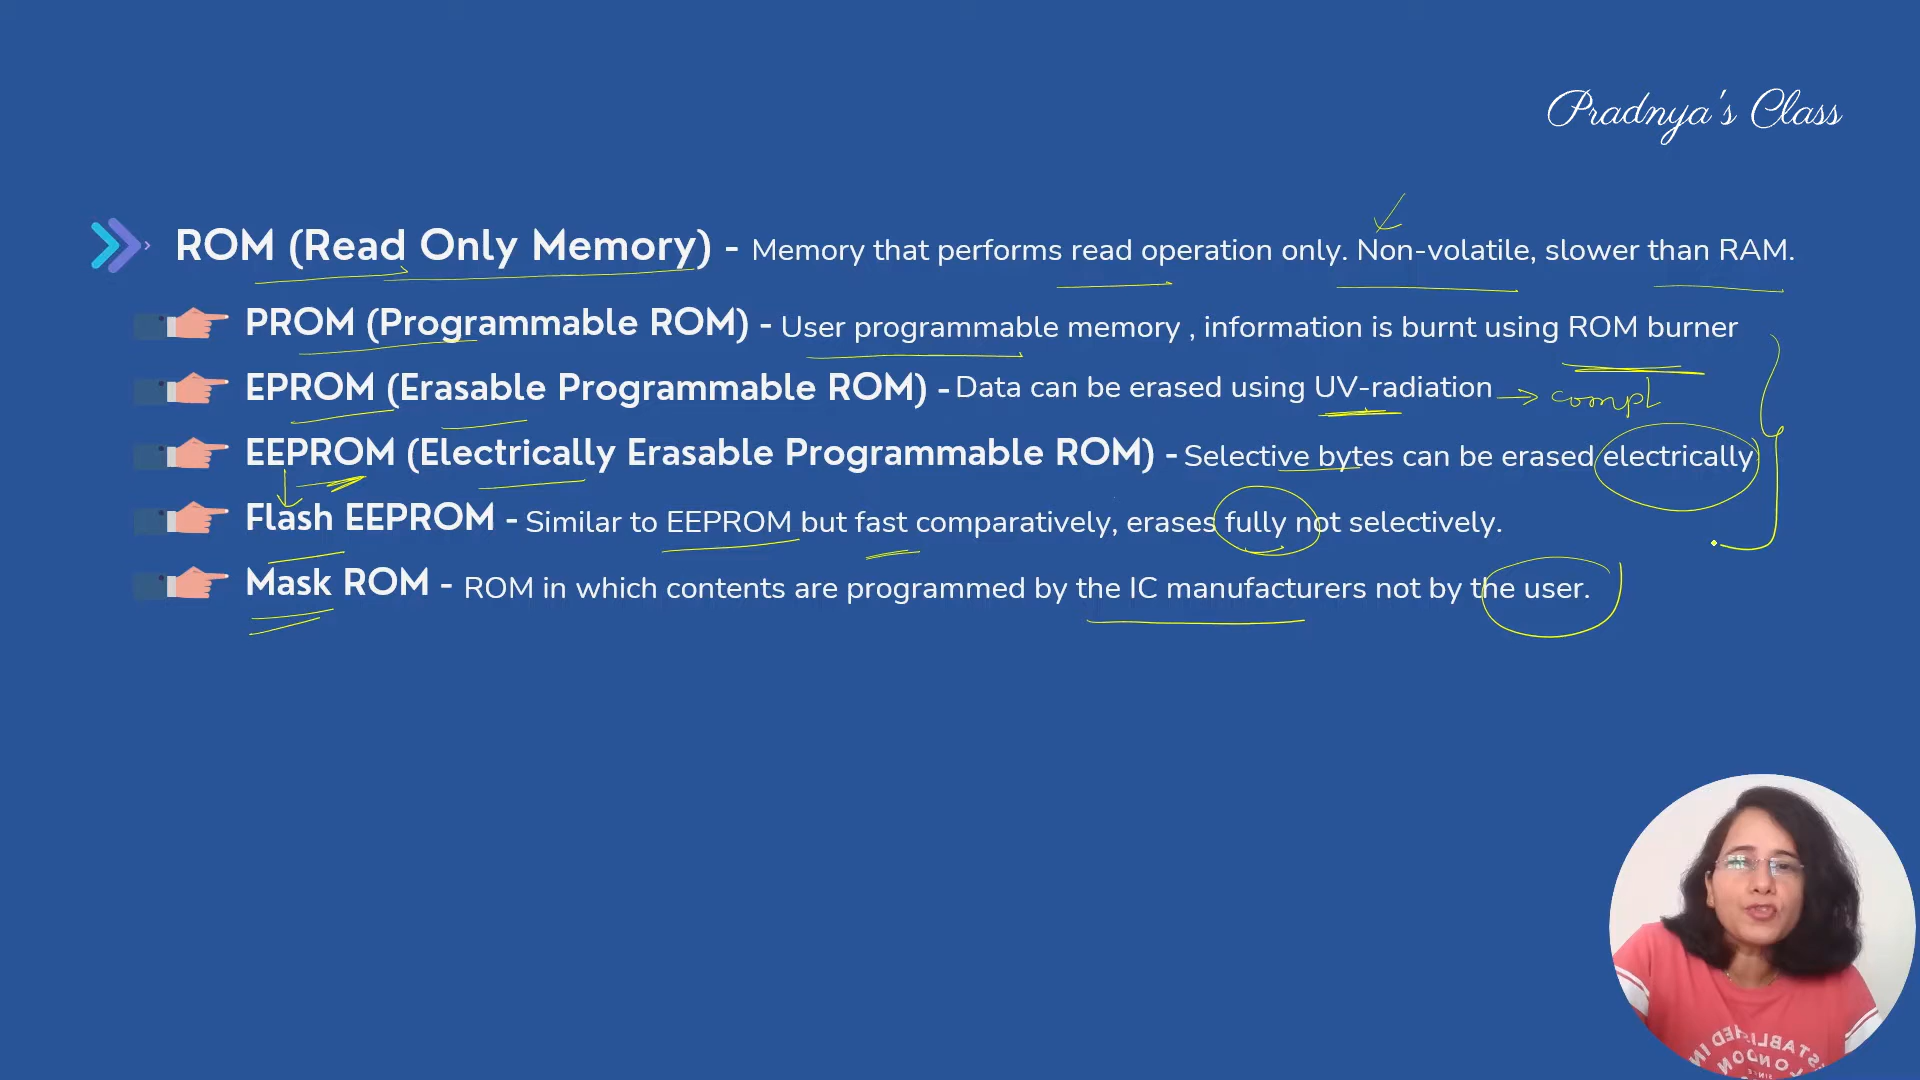 Pradnya's Class
ROM (Read Only Memory) - Memory that performs read operation only. Non-volatile, slower than RAM.
PROM (Programmable ROM) - User programmable memory , information is burnt using ROM burner
EPROM (Erasable Programmable ROM) - Data can be erased using UV-radiation → compl
EEPROM (Electrically Erasable Programmable ROM) - Selective bytes can be erased electrically
Flash EEPROM - Similar to EEPROM but fast comparatively, erases fully not selectively.
Mask ROM - ROM in which contents are programmed by the IC manufacturers not by the user.
ESTABLISHED IN
LONDON